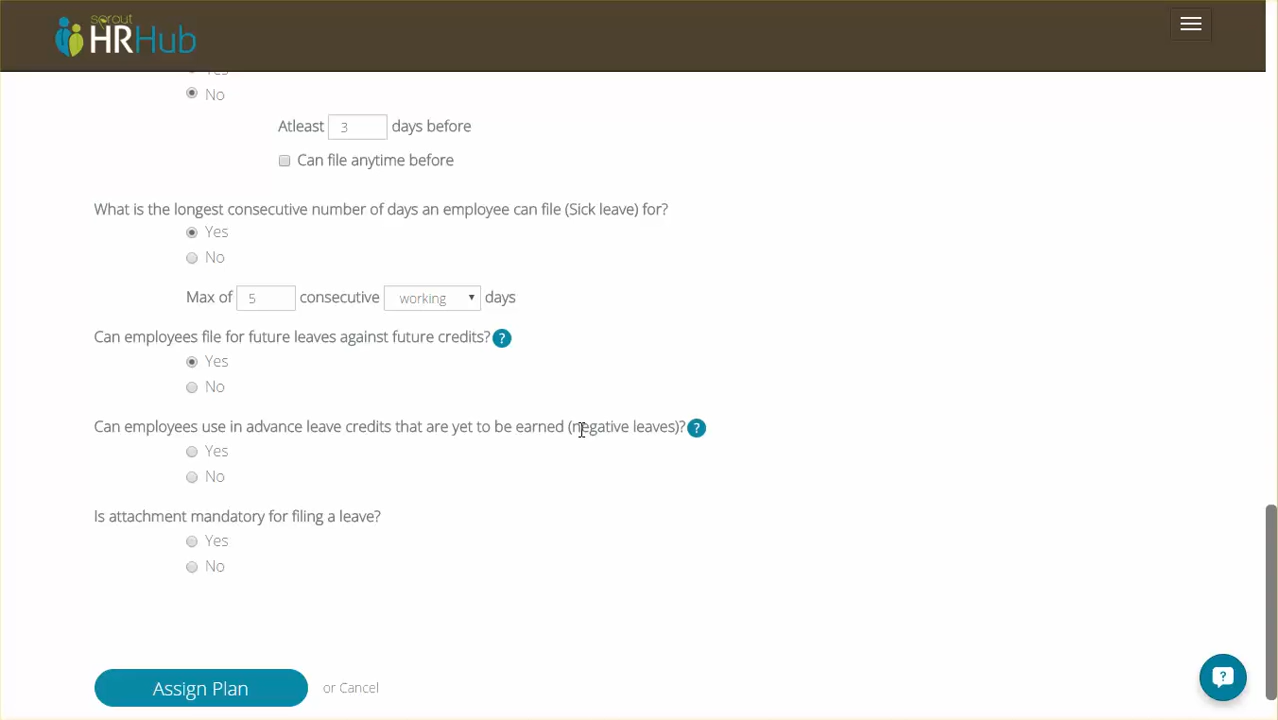 sprout
HRHub
Yes
No
Atleast 3 days before
Can file anytime before
What is the longest consecutive number of days an employee can file (Sick leave) for?
Yes
No
Max of 5 consecutive working days
Can employees file for future leaves against future credits? ?
Yes
No
Can employees use in advance leave credits that are yet to be earned (negative leaves)? ?
Yes
No
Is attachment mandatory for filing a leave?
Yes
No
Assign Plan or Cancel
?